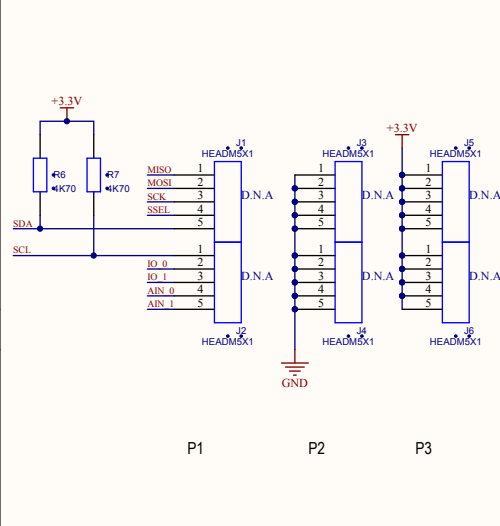 +3.3V
+3.3V
J1
HEADM5X1
J3
HEADM5X1
J5
HEADM5X1
R6
4K70
R7
4K70
MISO 1
MOSI 2
SCK 3
SSEL 4
SDA 5
D.N.A
1
2
3
4
5
D.N.A
1
2
3
4
5
D.N.A
SCL 1
IO_0 2
IO_1 3
AIN_0 4
AIN_1 5
D.N.A
1
2
3
4
5
D.N.A
1
2
3
4
5
D.N.A
J2
HEADM5X1
J4
HEADM5X1
J6
HEADM5X1
GND
P1 P2 P3